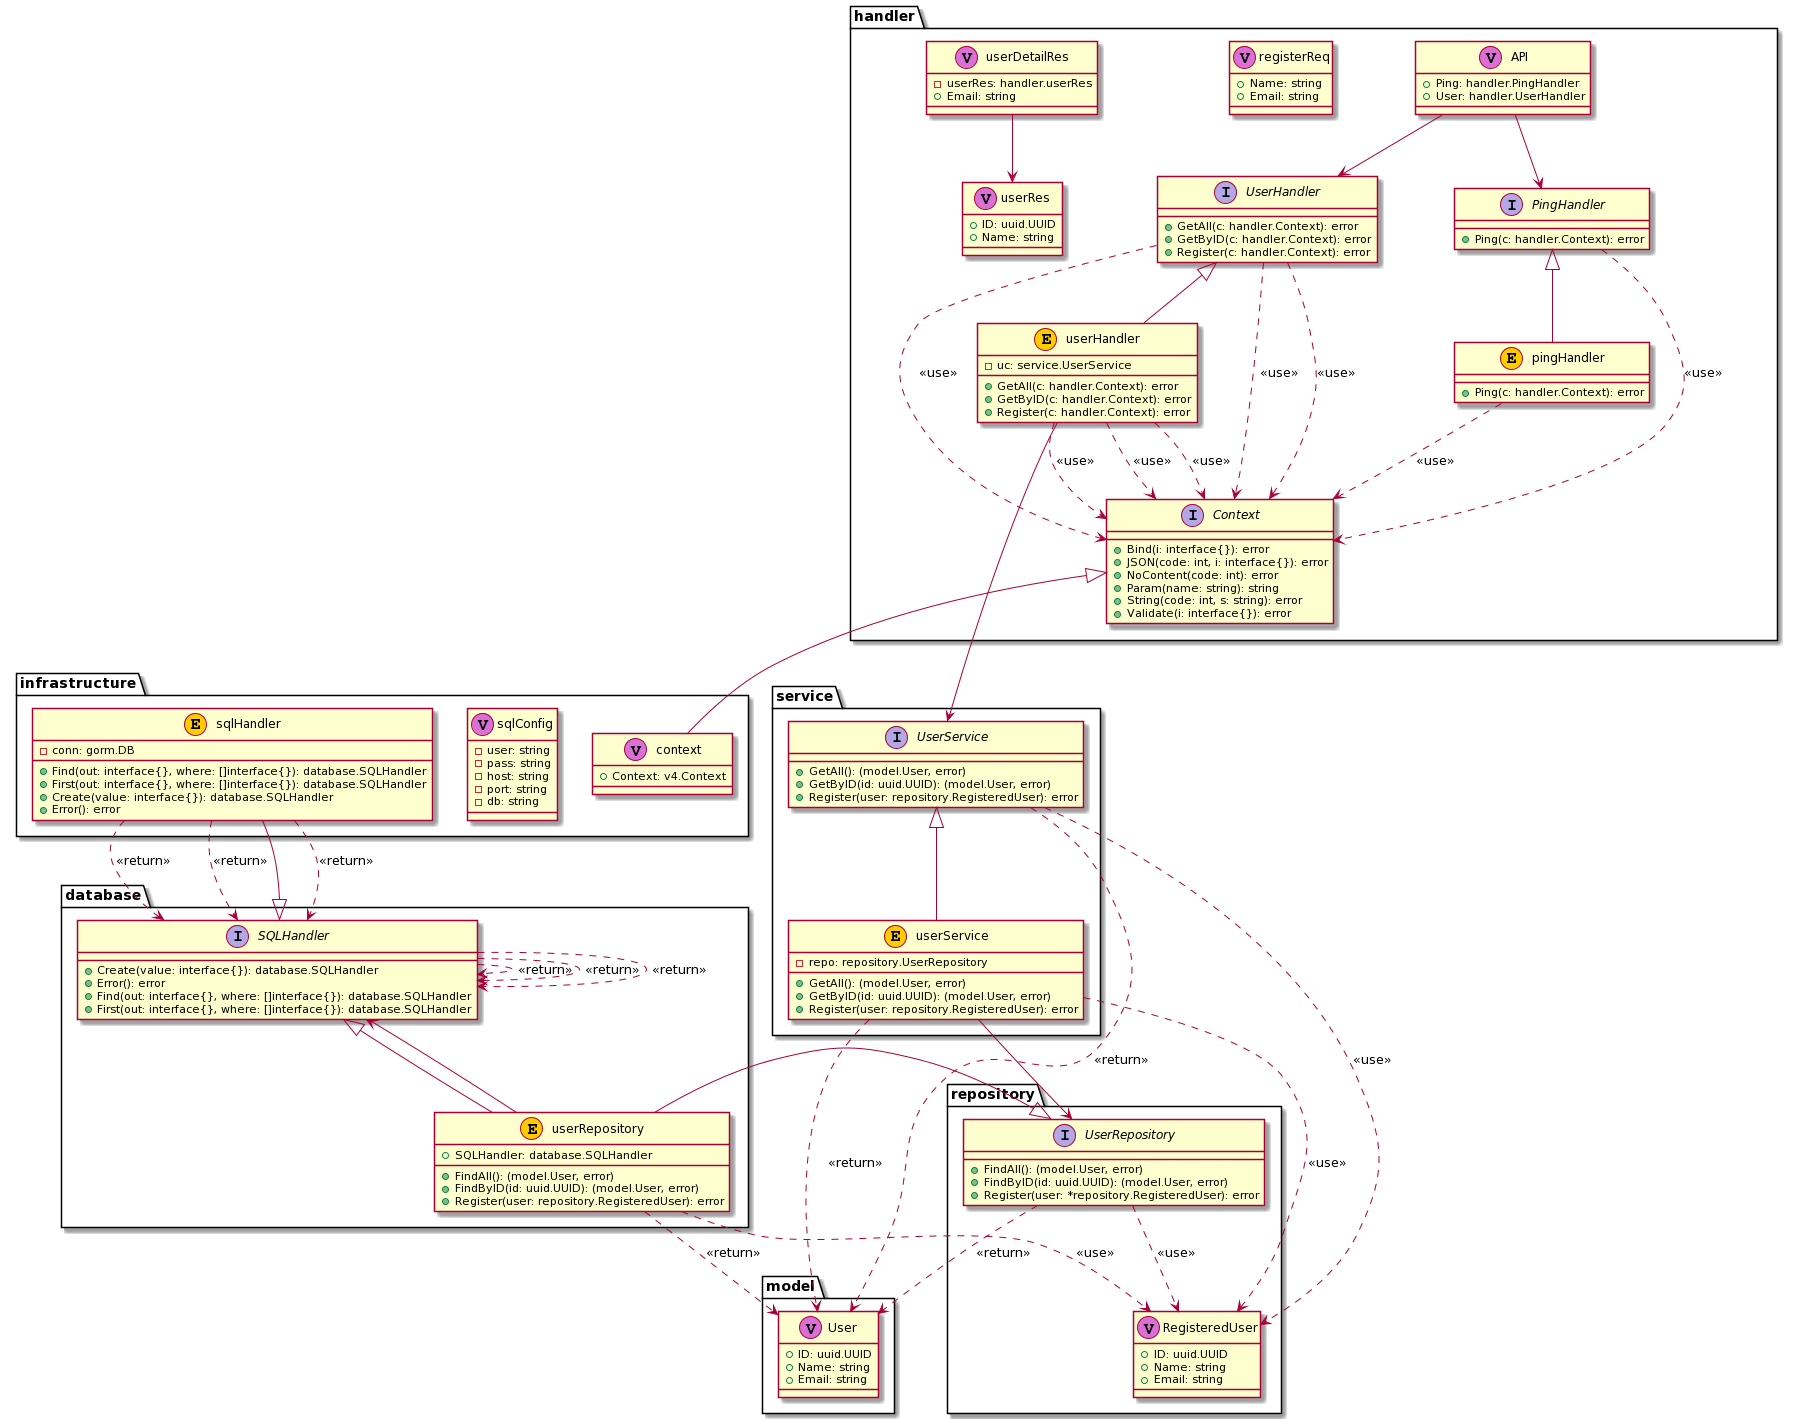 handler
V userDetailRes
userRes: handler.userRes
Email: string
V registerReq
Name: string
Email: string
V API
Ping: handler.PingHandler
User: handler.UserHandler
V userRes
ID: uuid.UUID
Name: string
I UserHandler
GetAll(c: handler.Context): error
GetByID(c: handler.Context): error
Register(c: handler.Context): error
I PingHandler
Ping(c: handler.Context): error
E userHandler
uc: service.UserService
GetAll(c: handler.Context): error
GetByID(c: handler.Context): error
Register(c: handler.Context): error
E pingHandler
Ping(c: handler.Context): error
«use»
«use»
«use»
«use»
«use»
«use»
«use»
«use»
I Context
Bind(i: interface{}): error
JSON(code: int, i: interface{}): error
NoContent(code: int): error
Param(name: string): string
String(code: int, s: string): error
Validate(i: interface{}): error
infrastructure
E sqlHandler
conn: gorm.DB
Find(out: interface{}, where: []interface{}): database.SQLHandler
First(out: interface{}, where: []interface{}): database.SQLHandler
Create(value: interface{}): database.SQLHandler
Error(): error
V sqlConfig
user: string
pass: string
host: string
port: string
db: string
V context
Context: v4.Context
service
I UserService
GetAll(): (model.User, error)
GetByID(id: uuid.UUID): (model.User, error)
Register(user: repository.RegisteredUser): error
«return»
«return»
«return»
database
I SQLHandler
Create(value: interface{}): database.SQLHandler
Error(): error
Find(out: interface{}, where: []interface{}): database.SQLHandler
First(out: interface{}, where: []interface{}): database.SQLHandler
«return»
«return»
«return»
E userService
repo: repository.UserRepository
GetAll(): (model.User, error)
GetByID(id: uuid.UUID): (model.User, error)
Register(user: repository.RegisteredUser): error
«return»
«use»
E userRepository
SQLHandler: database.SQLHandler
FindAll(): (model.User, error)
FindByID(id: uuid.UUID): (model.User, error)
Register(user: repository.RegisteredUser): error
«return»
repository
I UserRepository
FindAll(): (model.User, error)
FindByID(id: uuid.UUID): (model.User, error)
Register(user: *repository.RegisteredUser): error
«use»
«return»
«return»
«use»
«use»
model
V User
ID: uuid.UUID
Name: string
Email: string
V RegisteredUser
ID: uuid.UUID
Name: string
Email: string